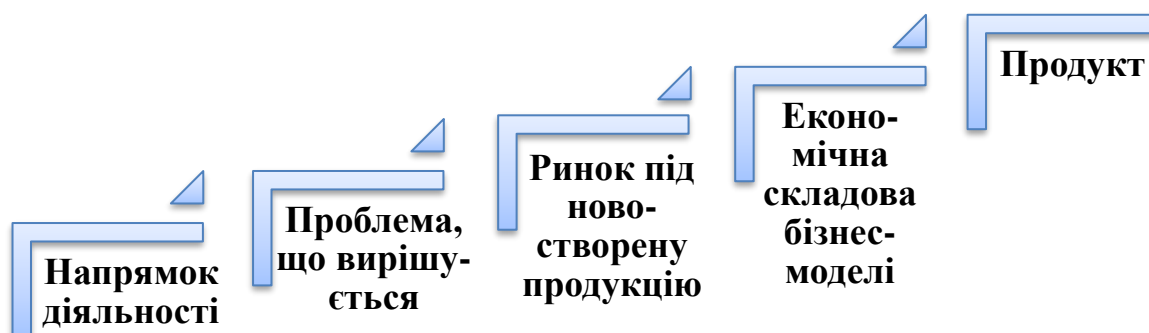 Напрямок
діяльності
Проблема,
що вирішу-
ється
Ринок під
ново-
створену
продукцію
Еконо-
мічна
складова
бізнес-
моделі
Продукт